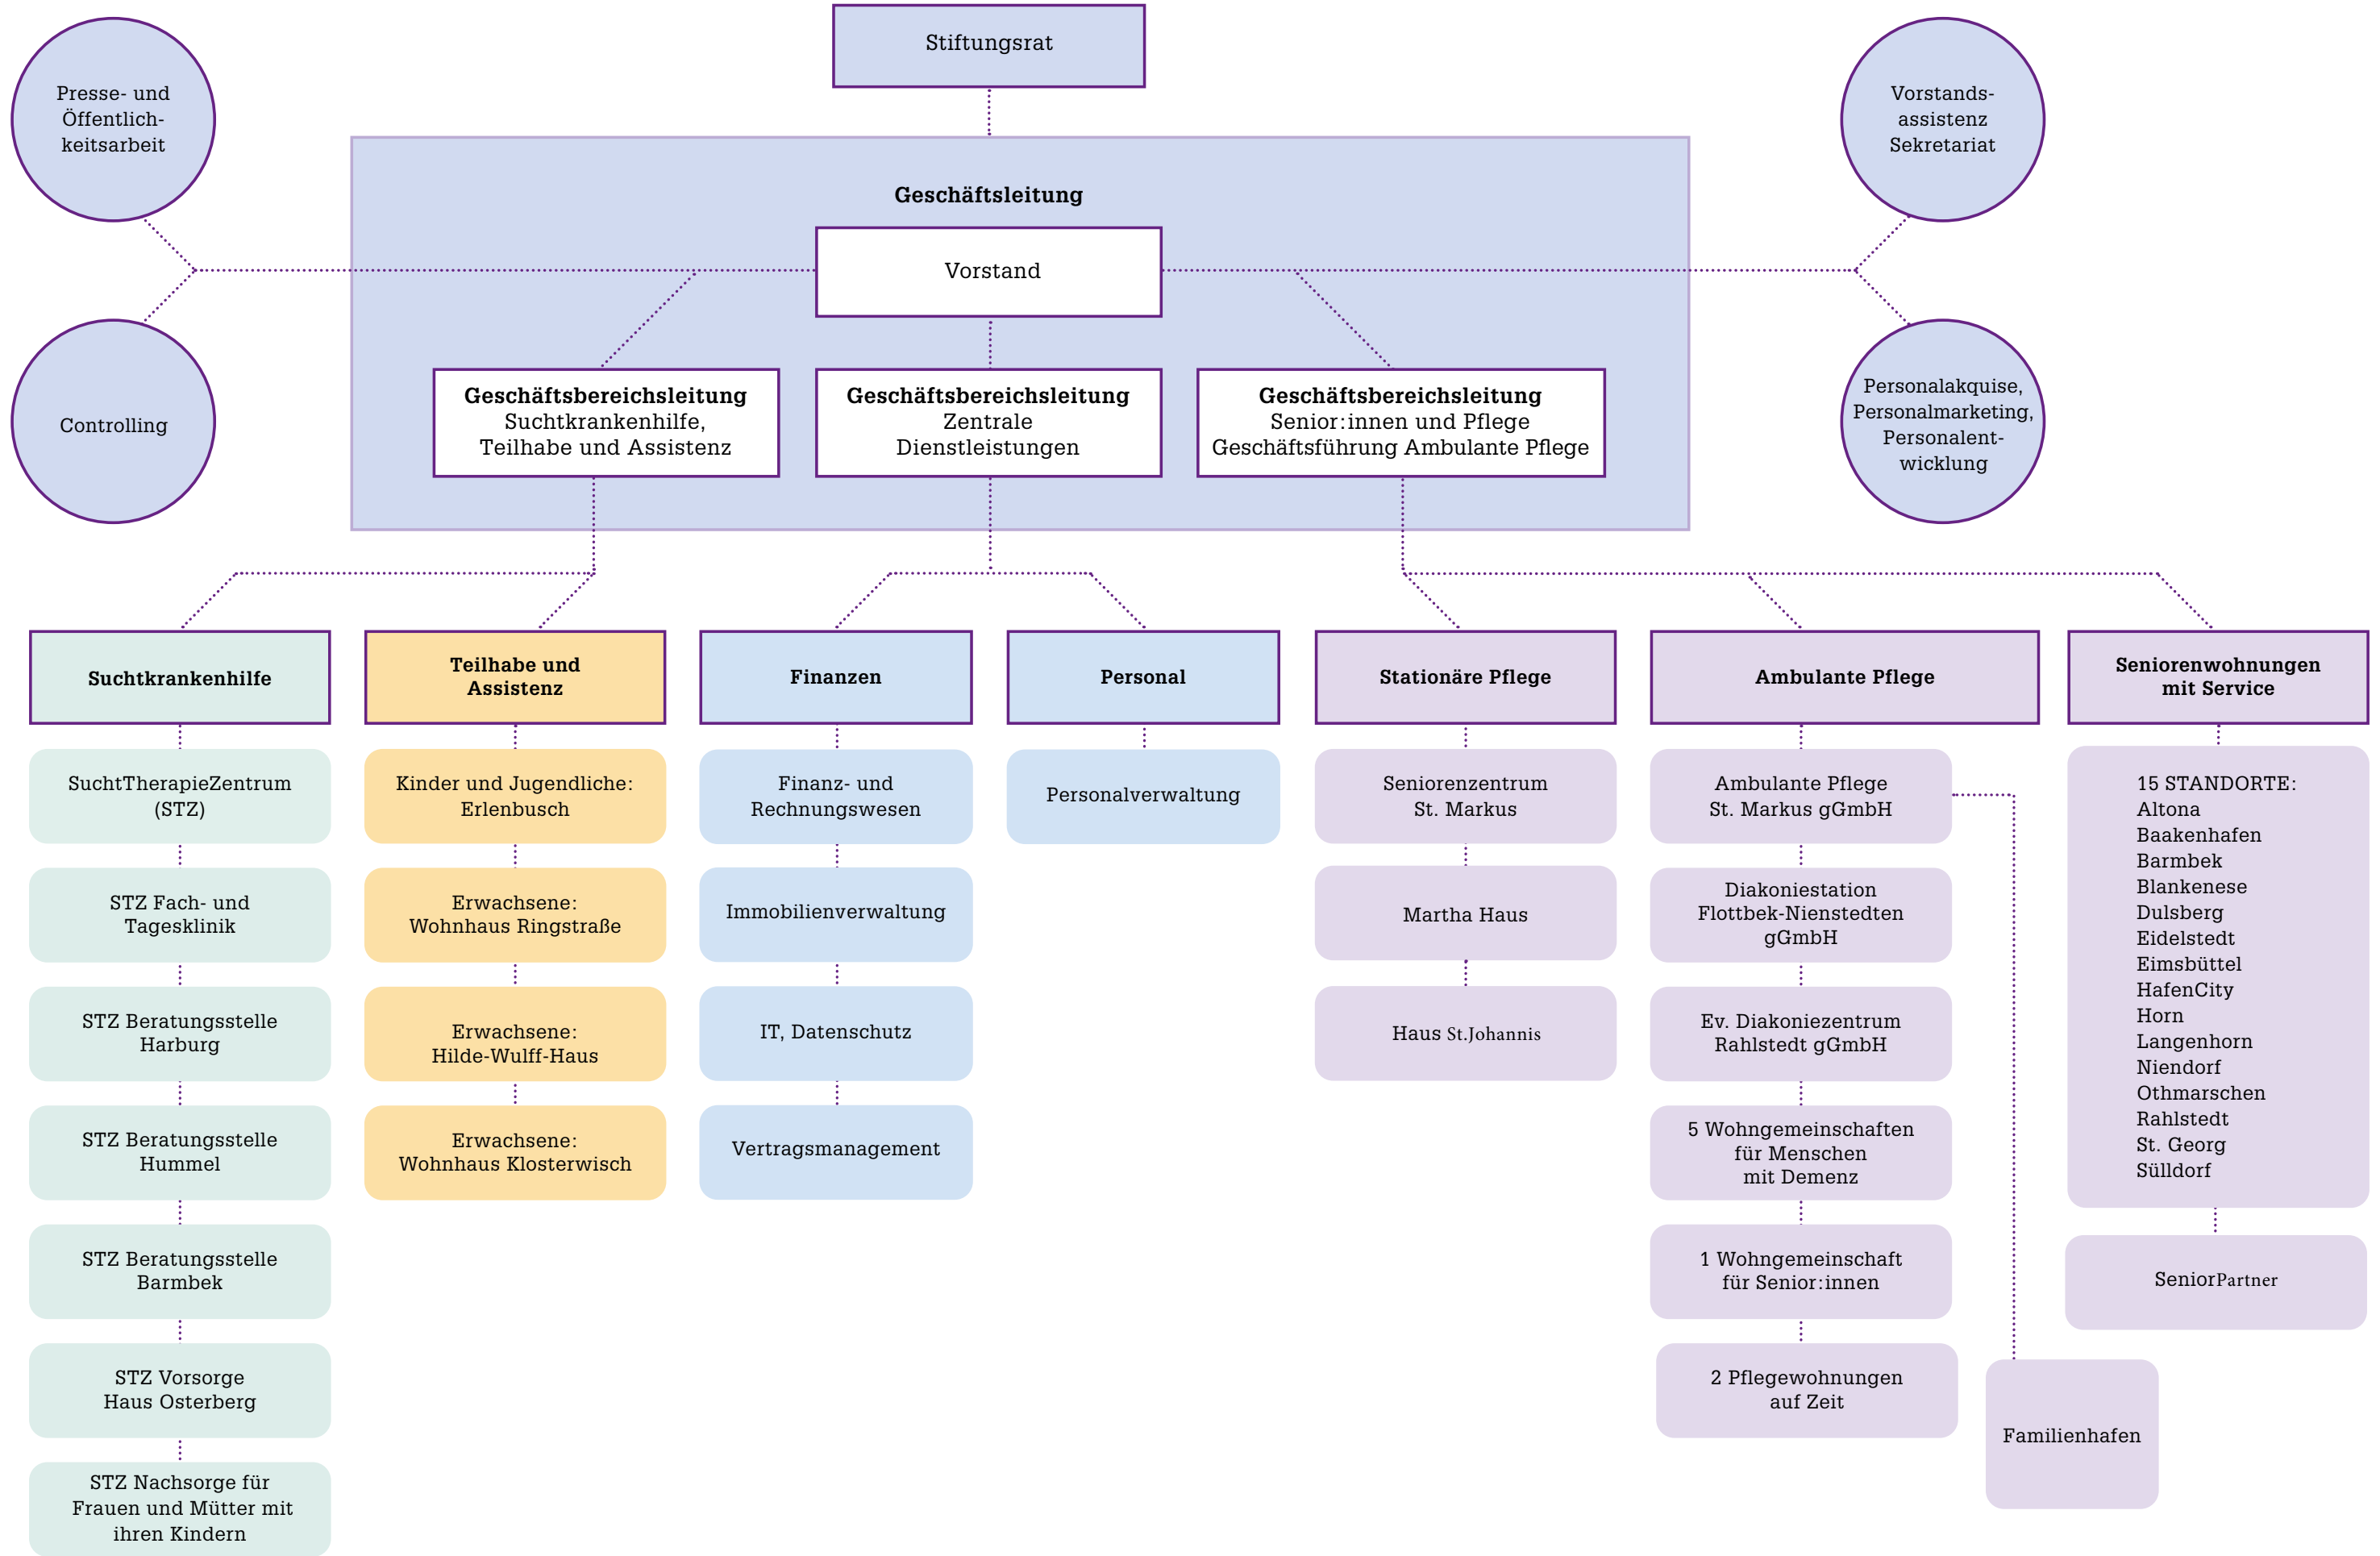 Stiftungsrat
Presse- und
Öffentlich-
keitsarbeit
Vorstands-
assistenz
Sekretariat
Geschäftsleitung
Vorstand
Controlling
Personalakquise,
Personalmarketing,
Personalent-
wicklung
Geschäftsbereichsleitung
Suchtkrankenhilfe,
Teilhabe und Assistenz
Geschäftsbereichsleitung
Zentrale
Dienstleistungen
Geschäftsbereichsleitung
Senior:innen und Pflege
Geschäftsführung Ambulante Pflege
Suchtkrankenhilfe
SuchtTherapieZentrum
(STZ)
STZ Fach- und
Tagesklinik
STZ Beratungsstelle
Harburg
STZ Beratungsstelle
Hummel
STZ Beratungsstelle
Barmbek
STZ Vorsorge
Haus Osterberg
STZ Nachsorge für
Frauen und Mütter mit
ihren Kindern
Teilhabe und
Assistenz
Kinder und Jugendliche:
Erlenbusch
Erwachsene:
Wohnhaus Ringstraße
Erwachsene:
Hilde-Wulff-Haus
Erwachsene:
Wohnhaus Klosterwisch
Finanzen
Finanz- und
Rechnungswesen
Immobilienverwaltung
IT, Datenschutz
Vertragsmanagement
Personal
Personalverwaltung
Stationäre Pflege
Seniorenzentrum
St. Markus
Martha Haus
Haus St.Johannis
Ambulante Pflege
Ambulante Pflege
St. Markus gGmbH
Diakoniestation
Flottbek-Nienstedten
gGmbH
Ev. Diakoniezentrum
Rahlstedt gGmbH
5 Wohngemeinschaften
für Menschen
mit Demenz
1 Wohngemeinschaft
für Senior:innen
2 Pflegewohnungen
auf Zeit
Familienhafen
Seniorenwohnungen
mit Service
15 STANDORTE:
Altona
Baakenhafen
Barmbek
Blankenese
Dulsberg
Eidelstedt
Eimsbüttel
HafenCity
Horn
Langenhorn
Niendorf
Othmarschen
Rahlstedt
St. Georg
Sülldorf
SeniorPartner